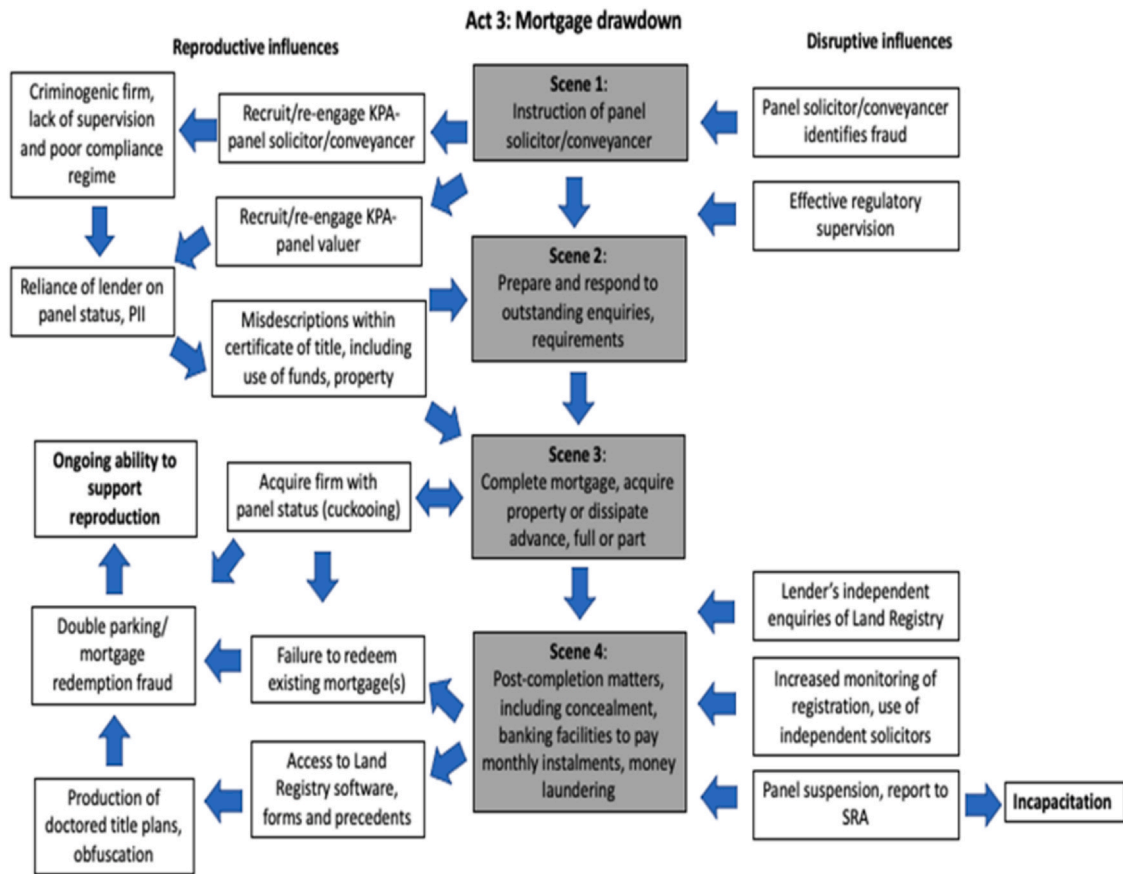 Act 3: Mortgage drawdown
Reproductive influences
Disruptive influences
Criminogenic firm,
lack of supervision
and poor compliance
regime
Recruit/re-engage KPA-
panel solicitor/conveyancer
Scene 1:
Instruction of panel
solicitor/conveyancer
Panel solicitor/conveyancer
identifies fraud
Recruit/re-engage KPA-
panel valuer
Effective regulatory
supervision
Reliance of lender on
panel status, PII
Misdescriptions within
certificate of title, including
use of funds, property
Scene 2:
Prepare and respond to
outstanding enquiries,
requirements
Ongoing ability to
support
reproduction
Acquire firm with
panel status (cuckooing)
Scene 3:
Complete mortgage, acquire
property or dissipate
advance, full or part
Lender's independent
enquiries of Land Registry
Double parking/
mortgage
redemption fraud
Failure to redeem
existing mortgage(s)
Scene 4:
Post-completion matters,
including concealment,
banking facilities to pay
monthly instalments, money
laundering
Increased monitoring of
registration, use of
independent solicitors
Production of
doctored title plans,
obfuscation
Access to Land
Registry software,
forms and precedents
Panel suspension, report to
SRA
Incapacitation